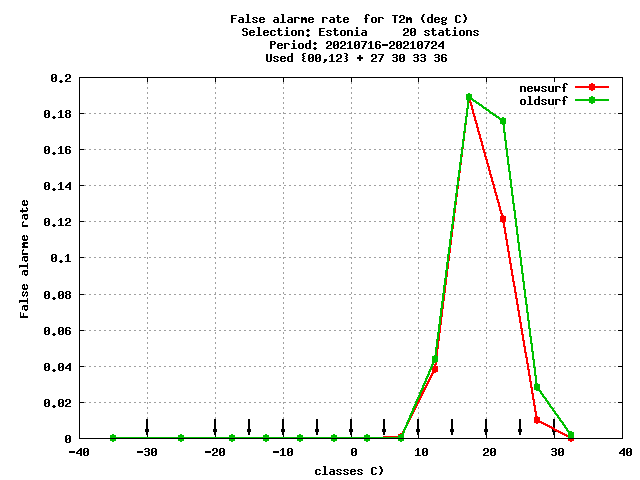 False alarme rate  for T2m (deg C)
Selection: Estonia     20 stations
Period: 20210716-20210724
Used {00,12} + 27 30 33 36
newsurf
oldsurf
0.2
0.18
0.16
0.14
0.12
0.1
0.08
0.06
0.04
0.02
0
False alarme rate
-40 -30 -20 -10 0 10 20 30 40
classes C)